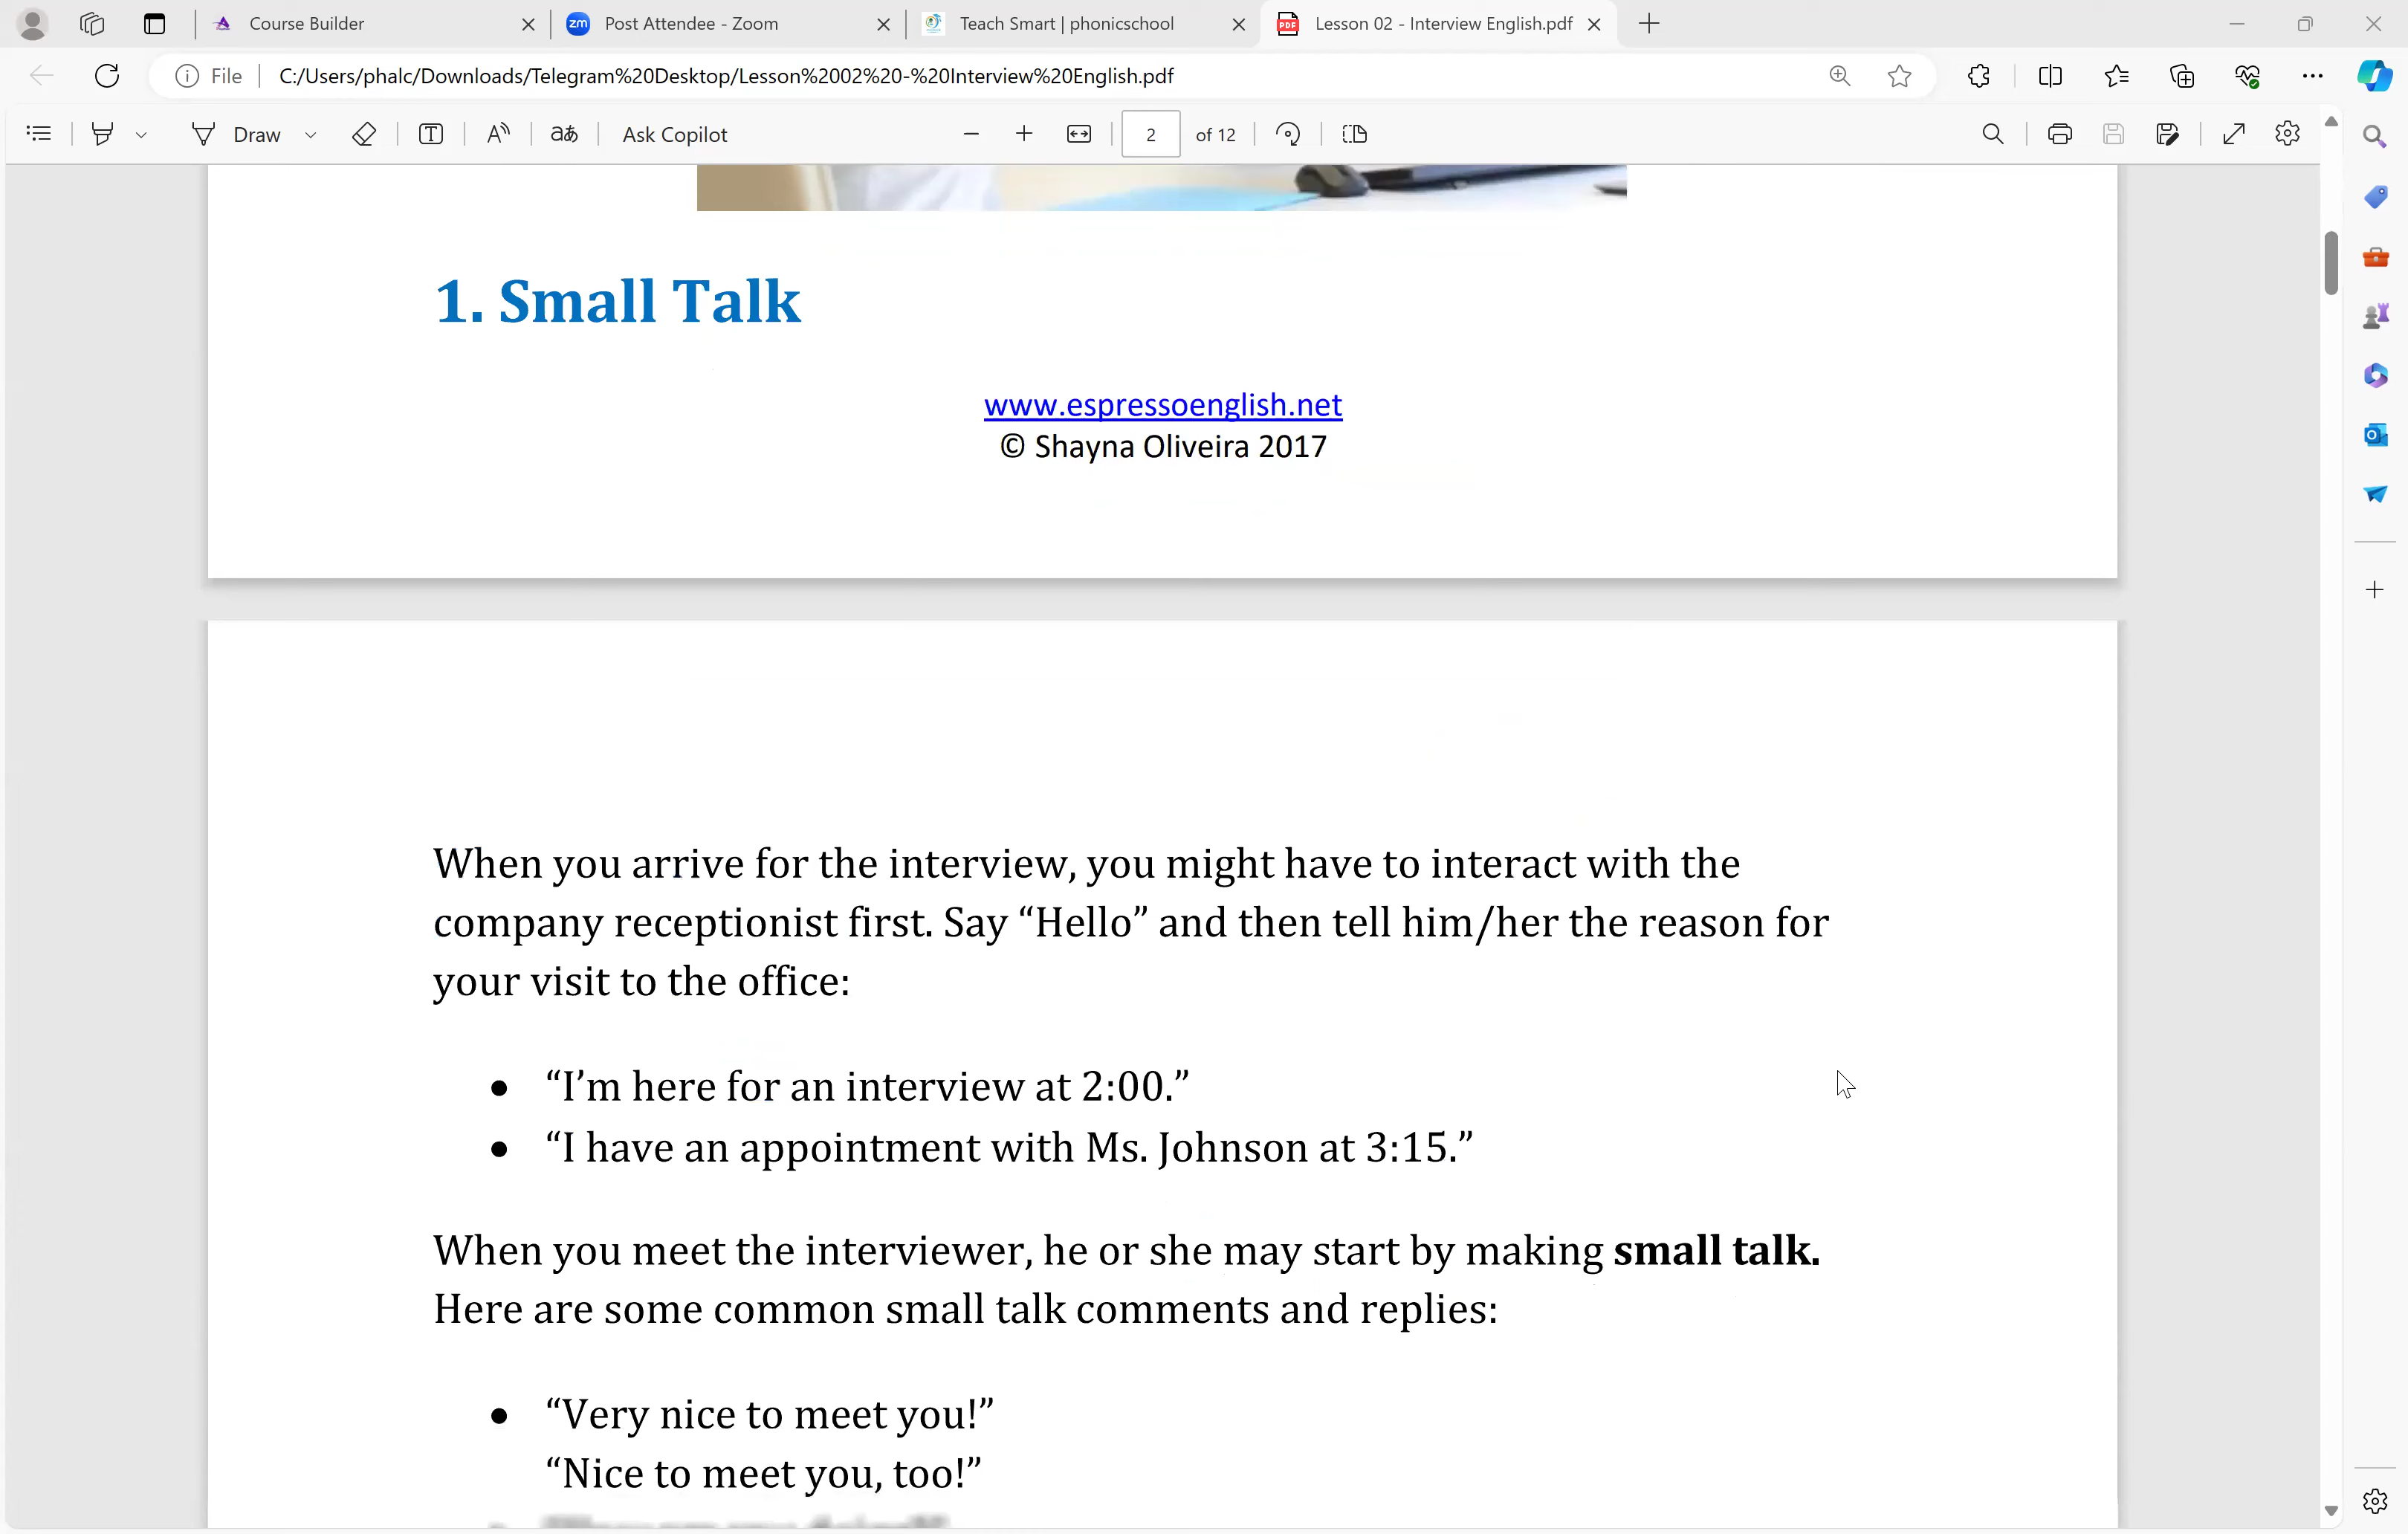 Course Builder
Post Attendee - Zoom
Teach Smart | phonicschool
Lesson 02 - Interview English.pdf
File
C:/Users/phalc/Downloads/Telegram%20Desktop/Lesson%2002%20-%20Interview%20English.pdf
Draw
Ask Copilot
2 of 12
1. Small Talk
www.espressoenglish.net
© Shayna Oliveira 2017
When you arrive for the interview, you might have to interact with the
company receptionist first. Say “Hello” and then tell him/her the reason for
your visit to the office:
• “I’m here for an interview at 2:00.”
• “I have an appointment with Ms. Johnson at 3:15.”
When you meet the interviewer, he or she may start by making small talk.
Here are some common small talk comments and replies:
• “Very nice to meet you!”
“Nice to meet you, too!”